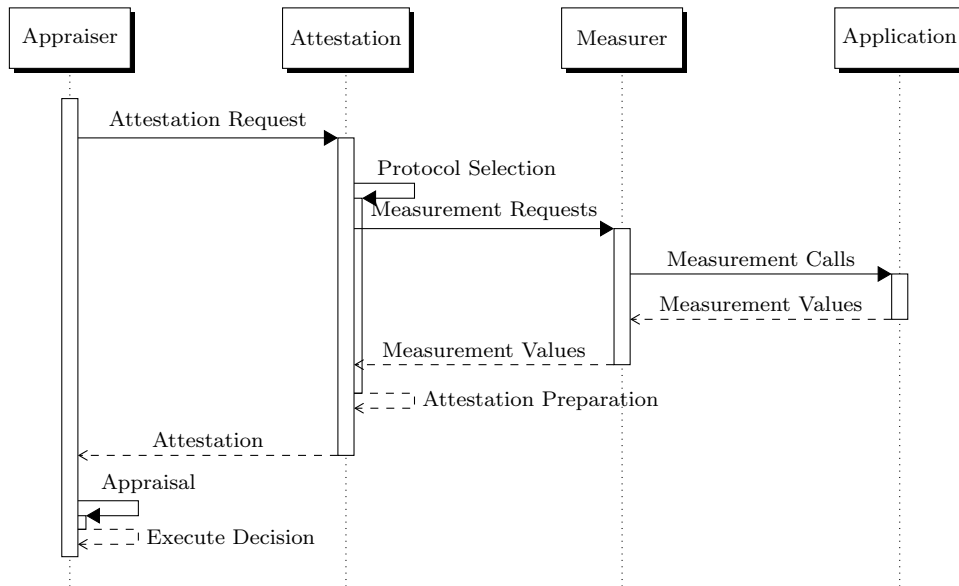 Appraiser
Attestation
Measurer
Application
Attestation Request
Protocol Selection
Measurement Requests
Measurement Calls
Measurement Values
Measurement Values
Attestation Preparation
Attestation
Appraisal
Execute Decision